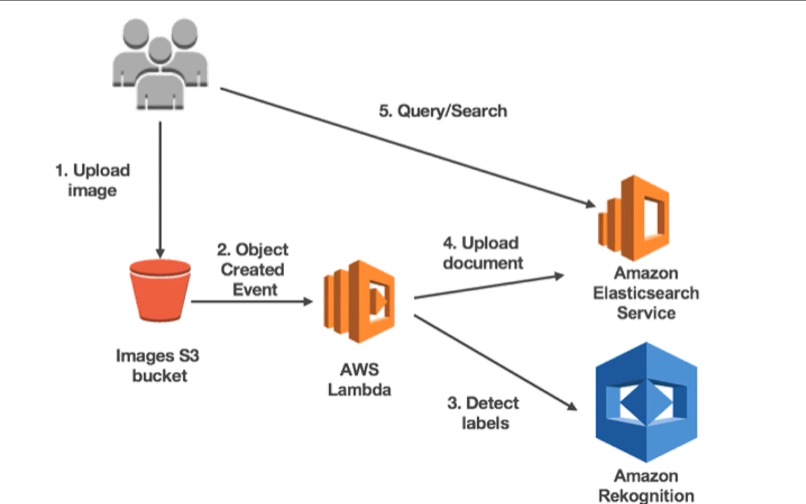 5. Query/Search
1. Upload
image
2. Object
Created
Event
4. Upload
document
Amazon
Elasticsearch
Service
Images S3
bucket
AWS
Lambda
3. Detect
labels
Amazon
Rekognition